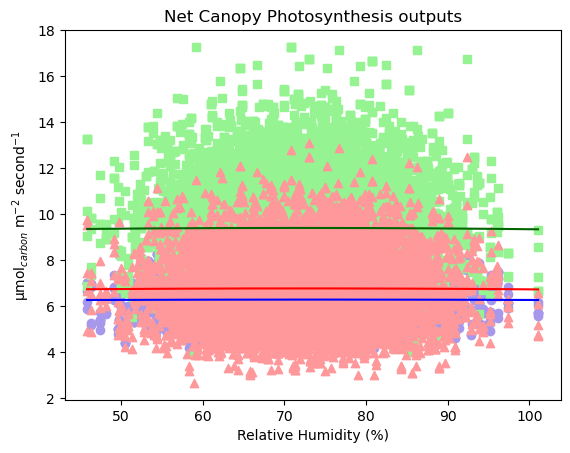 Net Canopy Photosynthesis outputs
18
16
14
12
10
8
6
4
2
μmol_{carbon} m^{-2} second^{-1}
50 60 70 80 90 100
Relative Humidity (%)